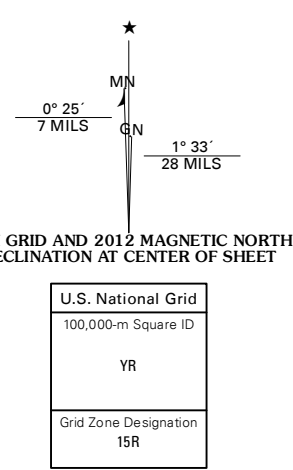 MN
0° 25´
7 MILS
GN
1° 33´
28 MILS
GRID AND 2012 MAGNETIC NORTH
ECLINATION AT CENTER OF SHEET
U.S. National Grid
100,000-m Square ID
YR
Grid Zone Designation
15R